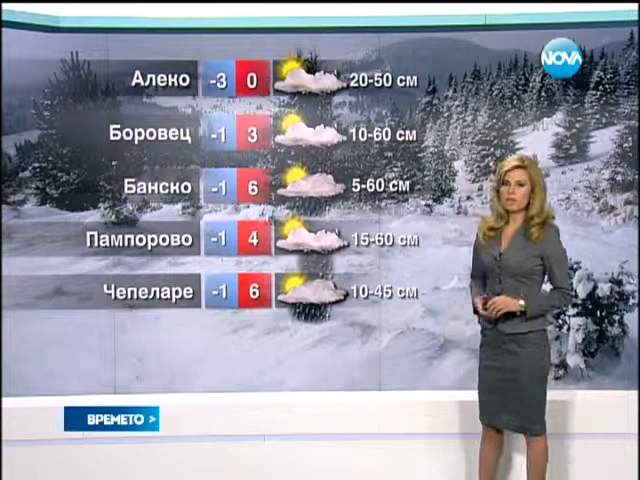 NOVA
Алеко -3 0 20-50 см
Боровец -1 3 10-60 см
Банско -1 6 5-60 см
Пампорово -1 4 15-60 см
Чепеларе -1 6 10-45 см
ВРЕМЕТО >